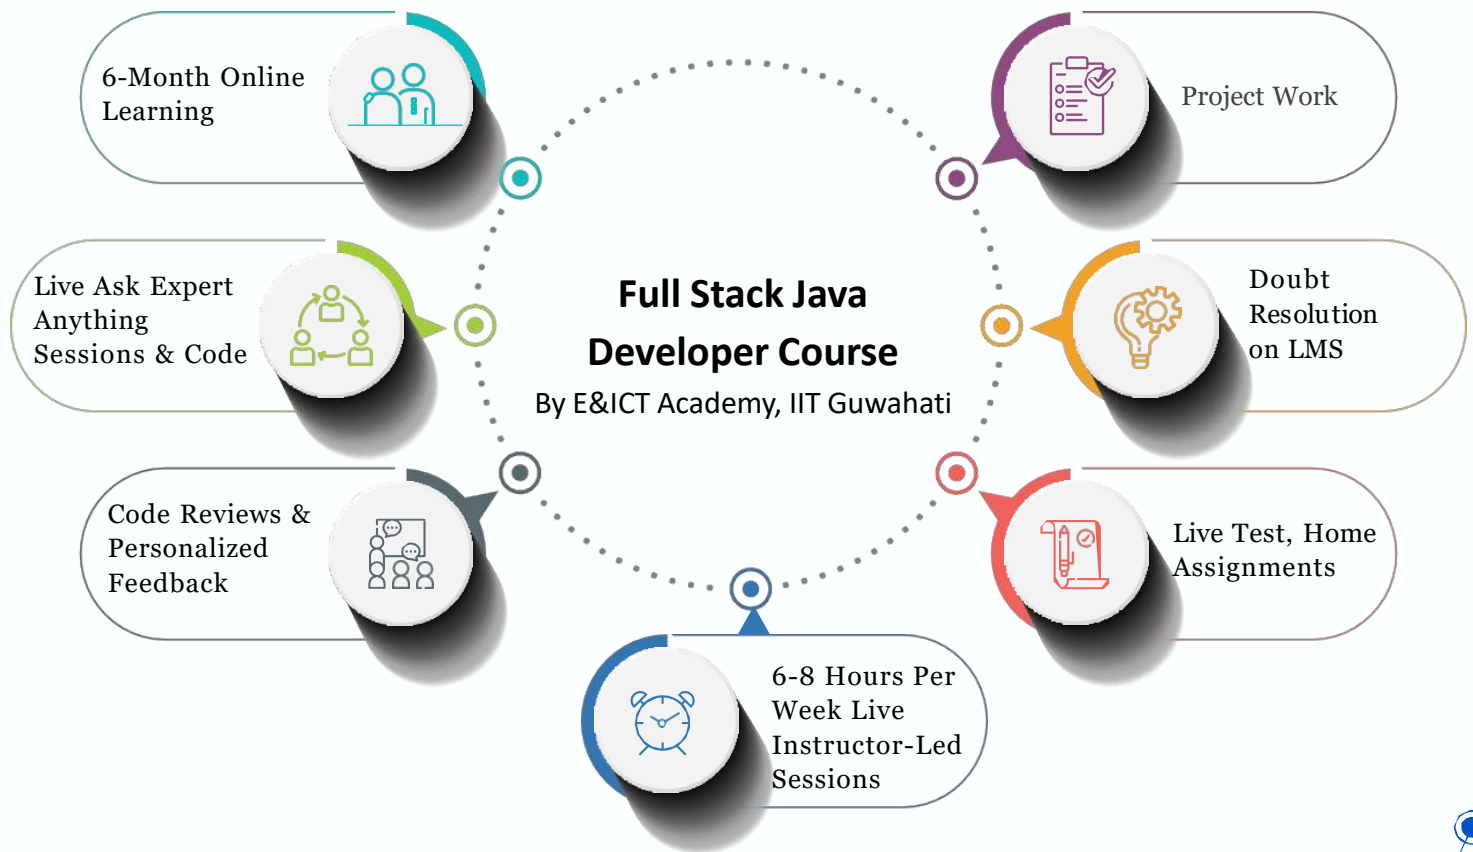 6-Month Online
Learning
Project Work
Live Ask Expert
Anything
Sessions & Code
Full Stack Java
Developer Course
By E&ICT Academy, IIT Guwahati
Doubt
Resolution
on LMS
Code Reviews &
Personalized
Feedback
Live Test, Home
Assignments
6-8 Hours Per
Week Live
Instructor-Led
Sessions